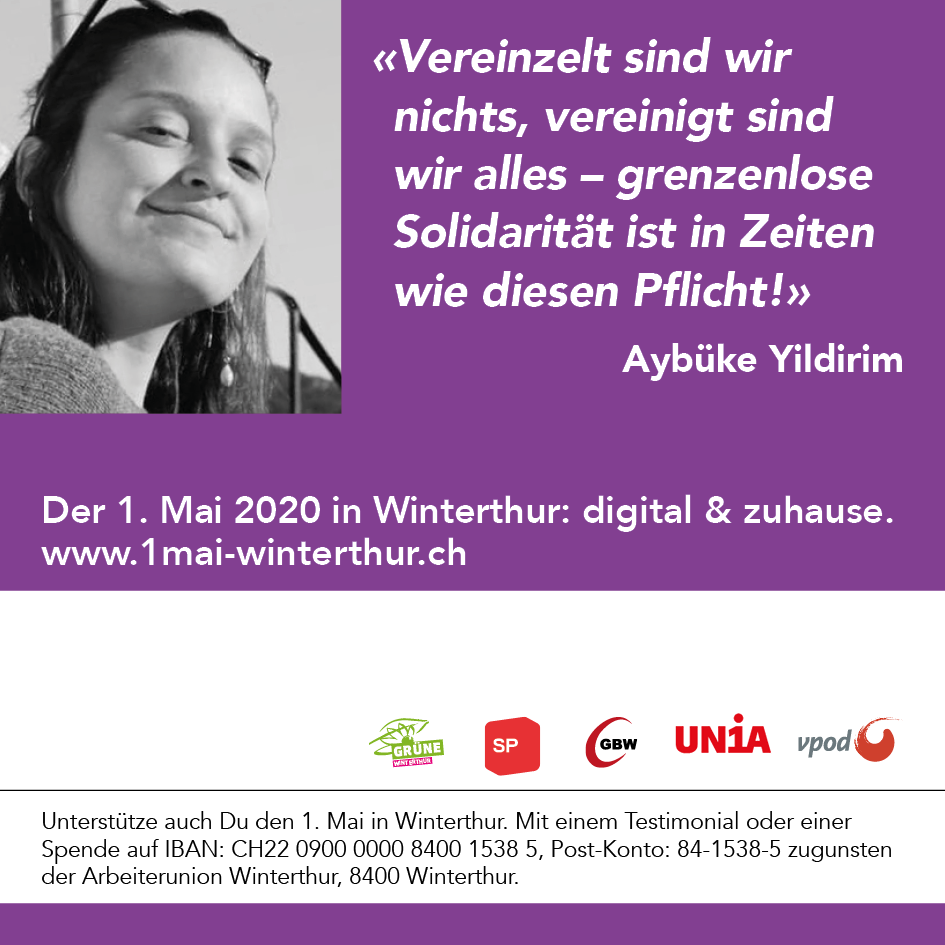 «Vereinzelt sind wir
nichts, vereinigt sind
wir alles – grenzenlose
Solidarität ist in Zeiten
wie diesen Pflicht!»
Aybüke Yildirim
Der 1. Mai 2020 in Winterthur: digital & zuhause.
www.1mai-winterthur.ch
GRÜNE
WINTERTHUR
SP
GBW
UNiA
vpod
Unterstütze auch Du den 1. Mai in Winterthur. Mit einem Testimonial oder einer
Spende auf IBAN: CH22 0900 0000 8400 1538 5, Post-Konto: 84-1538-5 zugunsten
der Arbeiterunion Winterthur, 8400 Winterthur.